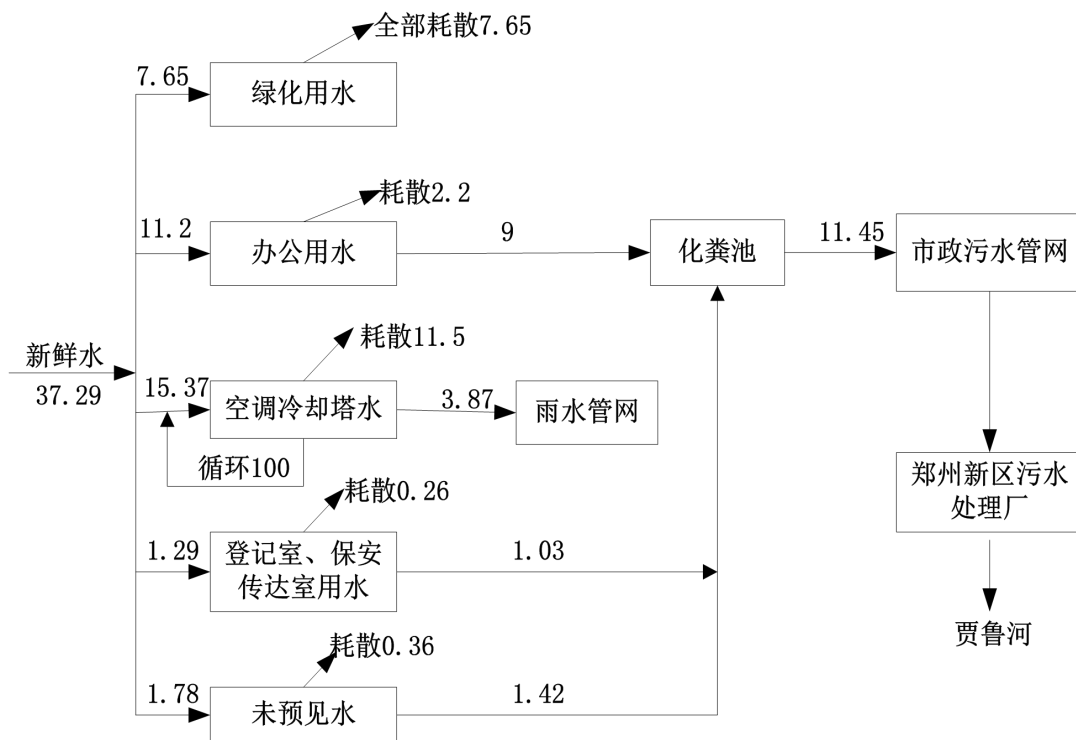 全部耗散7.65
7.65
绿化用水
耗散2.2
11.2
办公用水
9
化粪池
11.45
市政污水管网
新鲜水
37.29
耗散11.5
15.37
空调冷却塔水
3.87
雨水管网
循环100
郑州新区污水
处理厂
耗散0.26
1.29
登记室、保安
传达室用水
1.03
贾鲁河
耗散0.36
1.78
未预见水
1.42